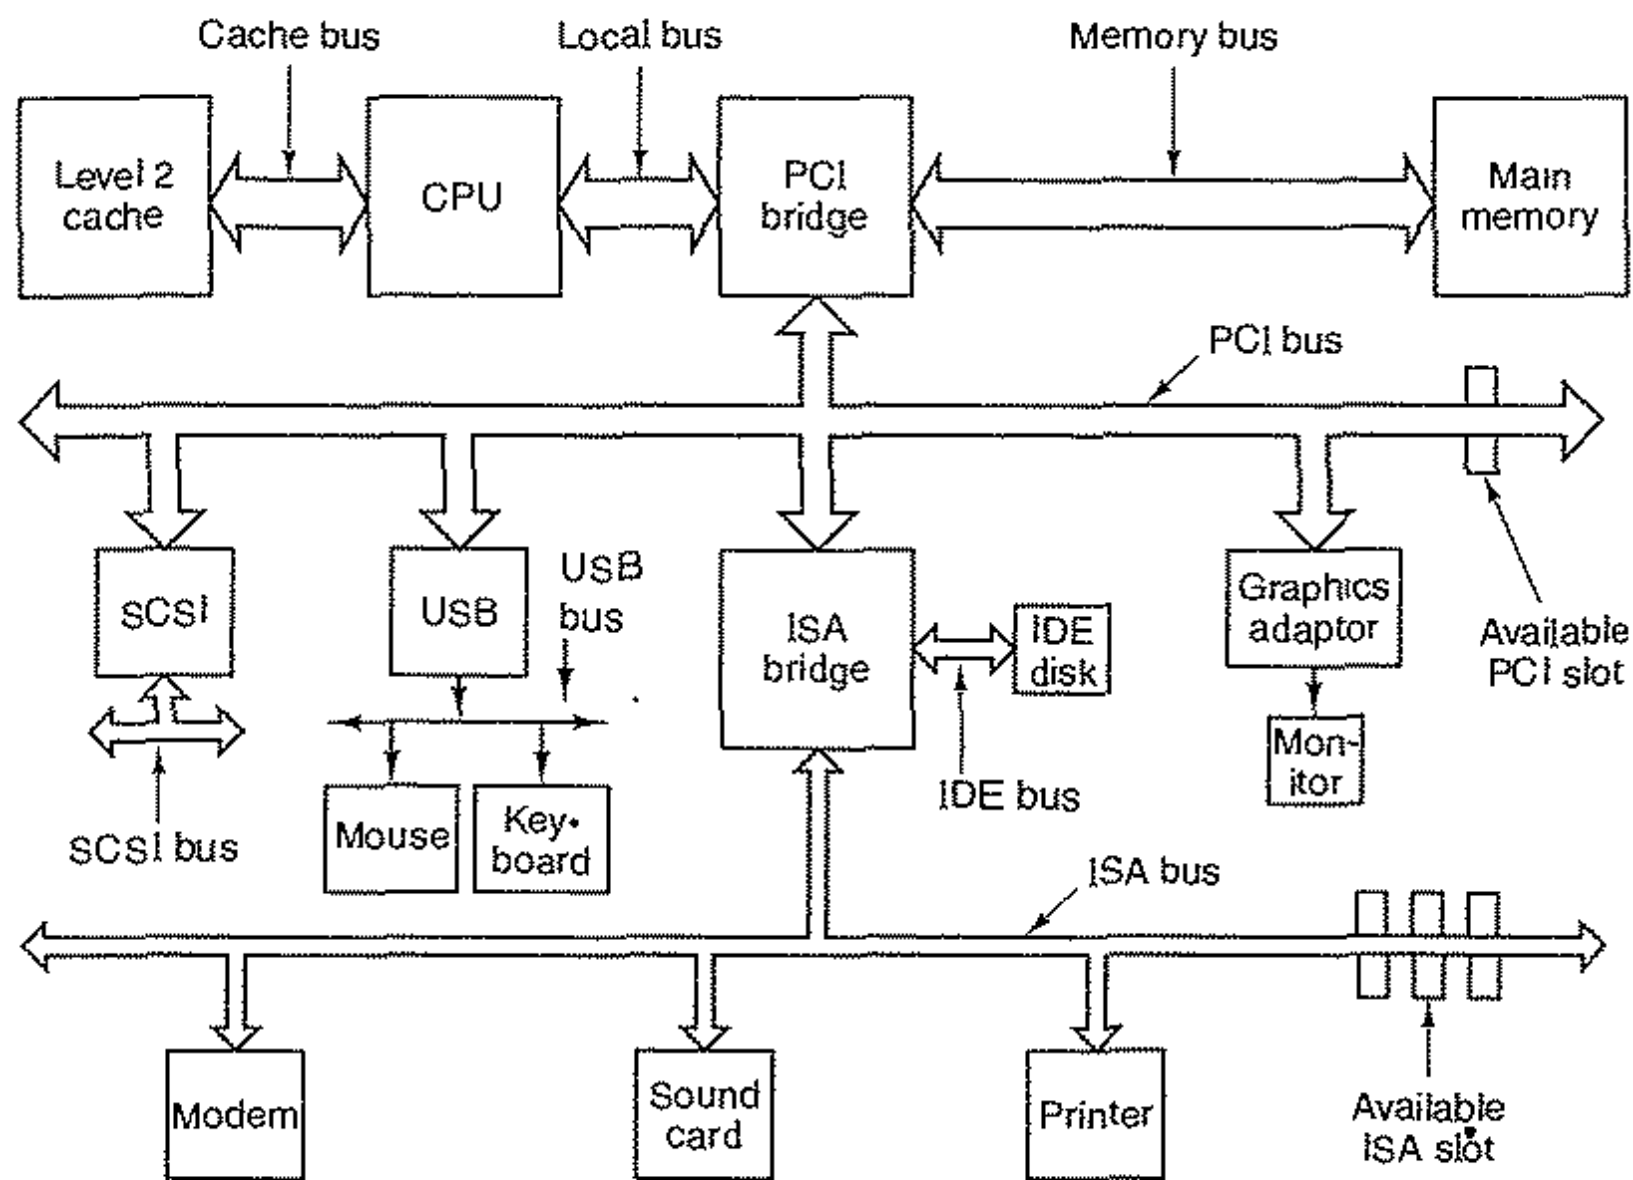 Cache bus
Local bus
Memory bus
Level 2
cache
CPU
PCI
bridge
Main
memory
PCI bus
SCSI
USB
USB
bus
ISA
bridge
IDE
disk
Graphics
adaptor
Available
PCI slot
Mon-
itor
IDE bus
SCSI bus
Mouse
Key-
board
ISA bus
Modem
Sound
card
Printer
Available
ISA slot